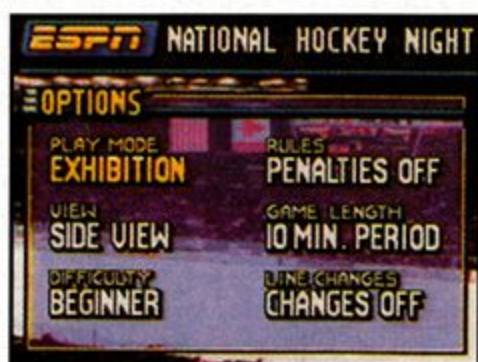 ESPN NATIONAL HOCKEY NIGHT
OPTIONS
PLAY MODE
EXHIBITION
RULES
PENALTIES OFF
VIEW
SIDE VIEW
GAME LENGTH
10 MIN. PERIOD
DIFFICULTY
BEGINNER
LINE CHANGES
CHANGES OFF